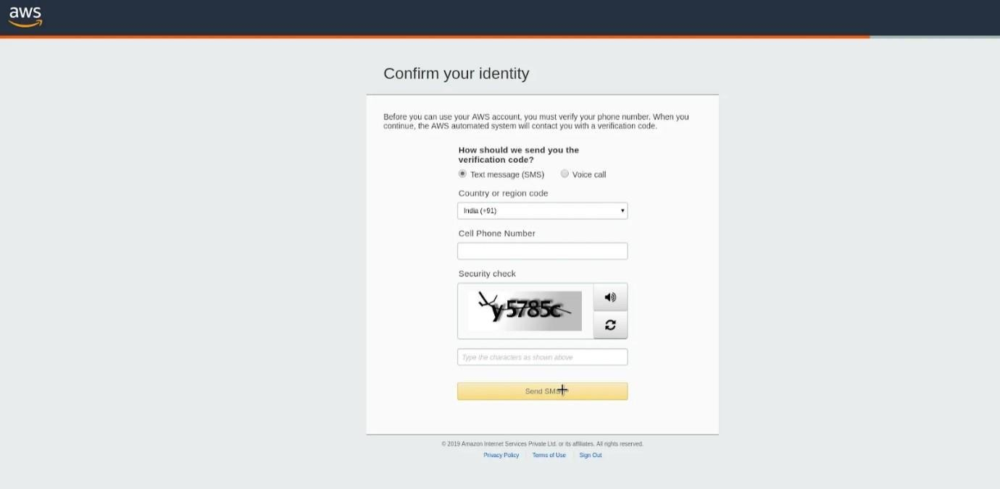 aws
Confirm your identity
Before you can use your AWS account, you must verify your phone number. When you
continue, the AWS automated system will contact you with a verification code.
How should we send you the
verification code?
Text message (SMS) Voice call
Country or region code
India (+91)
Cell Phone Number
Security check
y5785c
Type the characters as shown above
Send SMS
© 2019 Amazon Internet Services Private Ltd. or its affiliates. All rights reserved.
Privacy Policy Terms of Use Sign Out